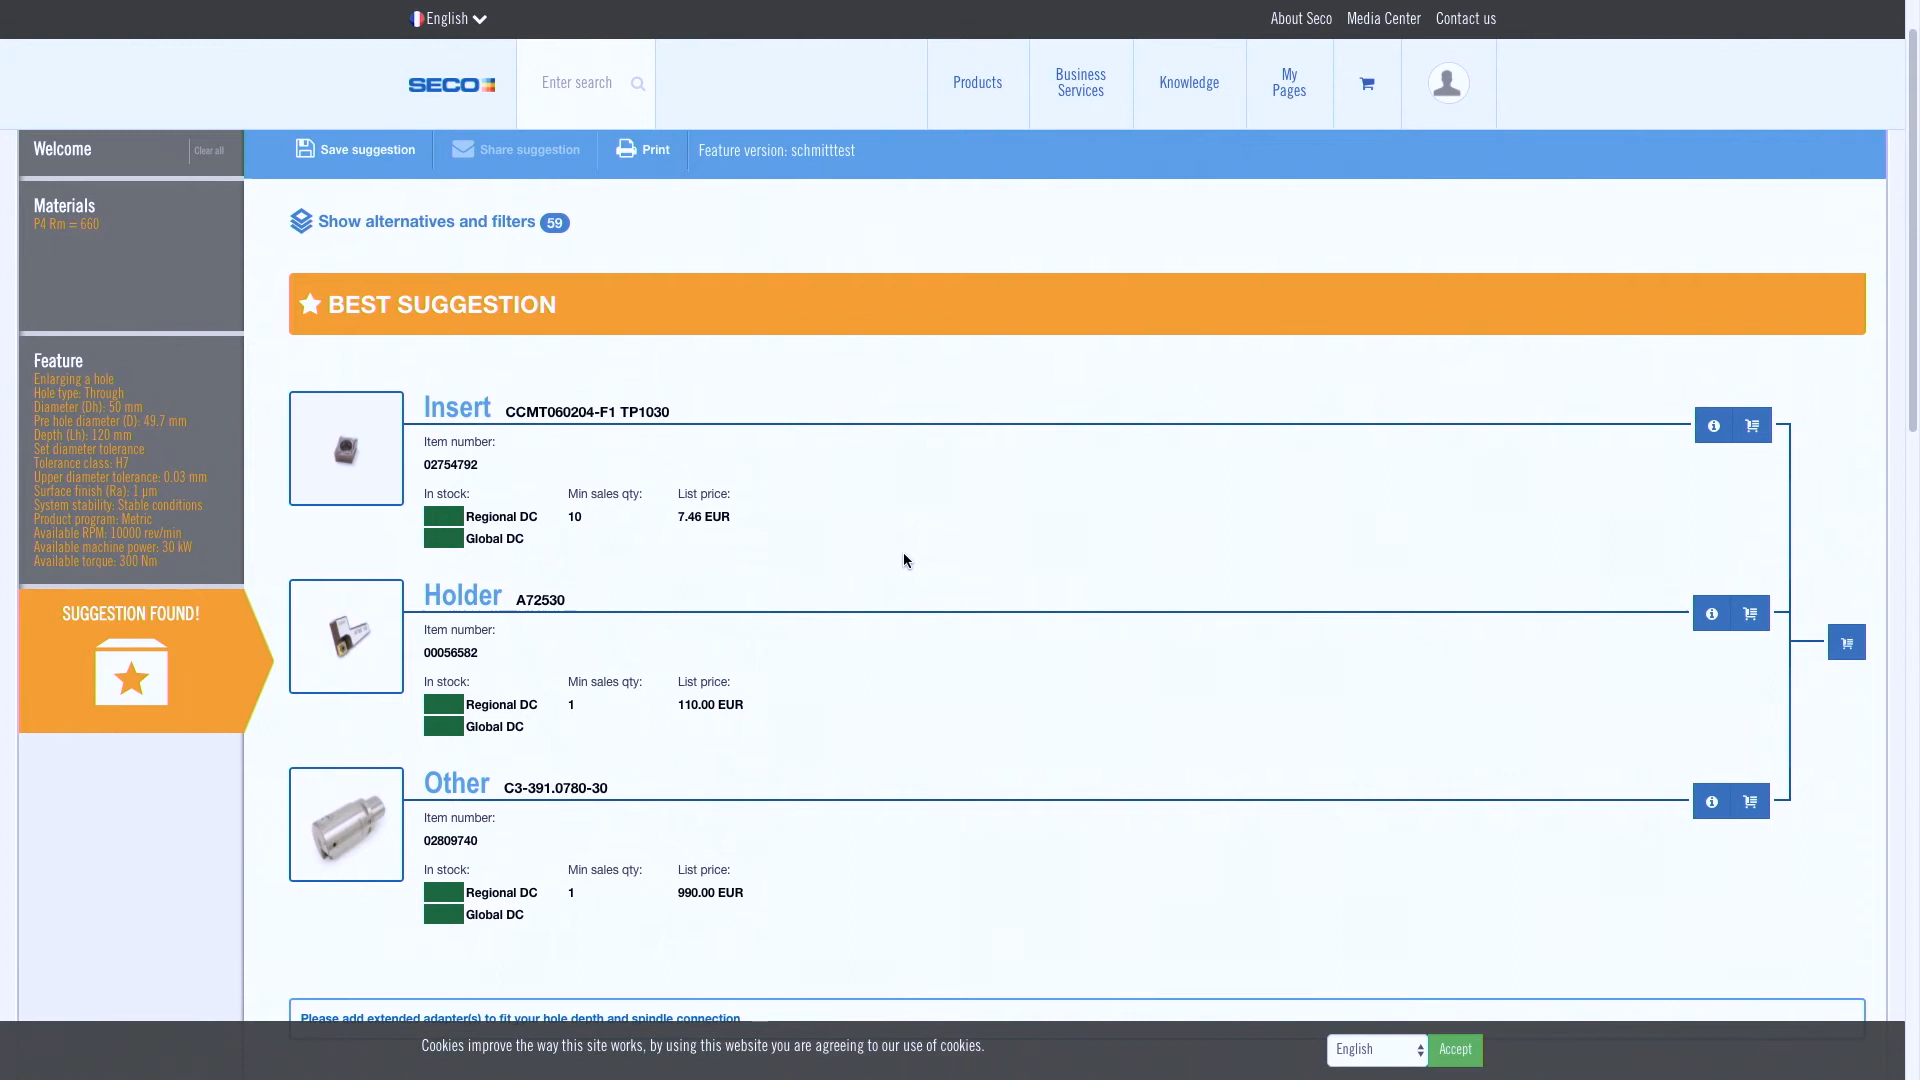 English
About Seco Media Center Contact us
SECO
Enter search
Products
Business
Services
Knowledge
My
Pages
Welcome
Clear all
Save suggestion
Share suggestion
Print
Feature version: schmitttest
Materials
P4 Rm = 660
Show alternatives and filters 59
BEST SUGGESTION
Feature
Enlarging a hole
Hole type: Through
Diameter (Dh): 50 mm
Pre hole diameter (D): 49.7 mm
Depth (Lh): 120 mm
Set diameter tolerance
Tolerance class: H7
Upper diameter tolerance: 0.03 mm
Surface finish (Ra): 1 µm
System stability: Stable conditions
Product program: Metric
Available RPM: 10000 rev/min
Available machine power: 30 kW
Available torque: 300 Nm
SUGGESTION FOUND!
Insert CCMT060204-F1 TP1030
Item number:
02754792
In stock: Min sales qty: List price:
Regional DC 10 7.46 EUR
Global DC
Holder A72530
Item number:
00056582
In stock: Min sales qty: List price:
Regional DC 1 110.00 EUR
Global DC
Other C3-391.0780-30
Item number:
02809740
In stock: Min sales qty: List price:
Regional DC 1 990.00 EUR
Global DC
Please add extended adapter(s) to fit your hole depth and spindle connection
Cookies improve the way this site works, by using this website you are agreeing to our use of cookies.
English
Accept